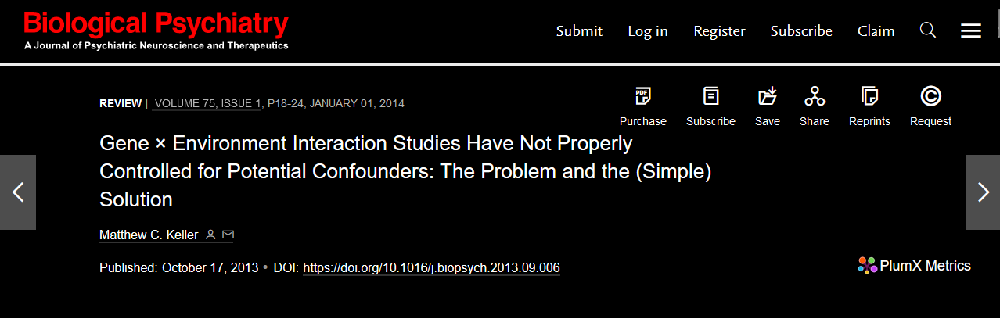 Biological Psychiatry
A Journal of Psychiatric Neuroscience and Therapeutics
Submit Log in Register Subscribe Claim
REVIEW | VOLUME 75, ISSUE 1, P18-24, JANUARY 01, 2014
PDF
Purchase Subscribe Save Share Reprints Request
Gene × Environment Interaction Studies Have Not Properly
Controlled for Potential Confounders: The Problem and the (Simple)
Solution
Matthew C. Keller
Published: October 17, 2013 • DOI: https://doi.org/10.1016/j.biopsych.2013.09.006
PlumX Metrics